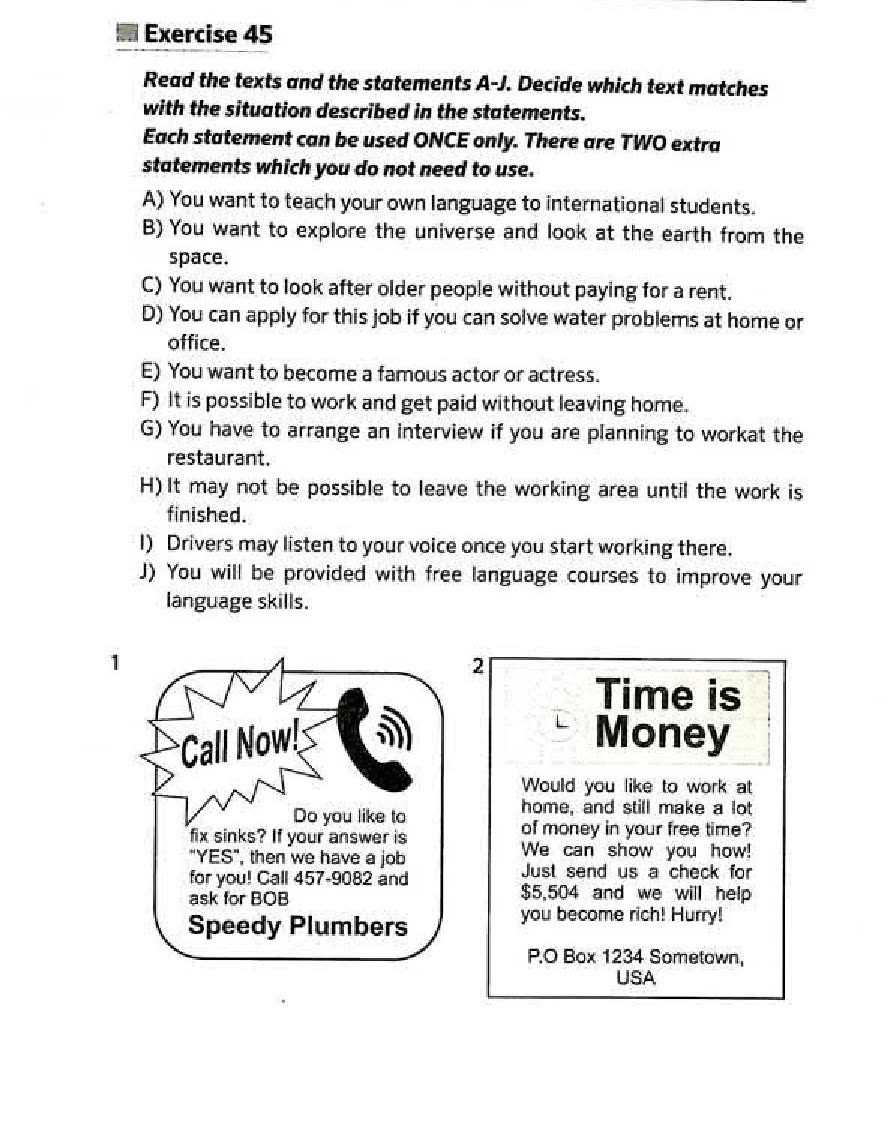 Exercise 45
Read the texts and the statements A-J. Decide which text matches
with the situation described in the statements.
Each statement can be used ONCE only. There are TWO extra
statements which you do not need to use.
A) You want to teach your own language to international students.
B) You want to explore the universe and look at the earth from the
space.
C) You want to look after older people without paying for a rent.
D) You can apply for this job if you can solve water problems at home or
office.
E) You want to become a famous actor or actress.
F) It is possible to work and get paid without leaving home.
G) You have to arrange an interview if you are planning to workat the
restaurant.
H) It may not be possible to leave the working area until the work is
finished.
I) Drivers may listen to your voice once you start working there.
J) You will be provided with free language courses to improve your
language skills.
1
Call Now!
Do you like to
fix sinks? If your answer is
"YES", then we have a job
for you! Call 457-9082 and
ask for BOB
Speedy Plumbers
2
Time is
Money
Would you like to work at
home, and still make a lot
of money in your free time?
We can show you how!
Just send us a check for
$5,504 and we will help
you become rich! Hurry!
P.O Box 1234 Sometown,
USA